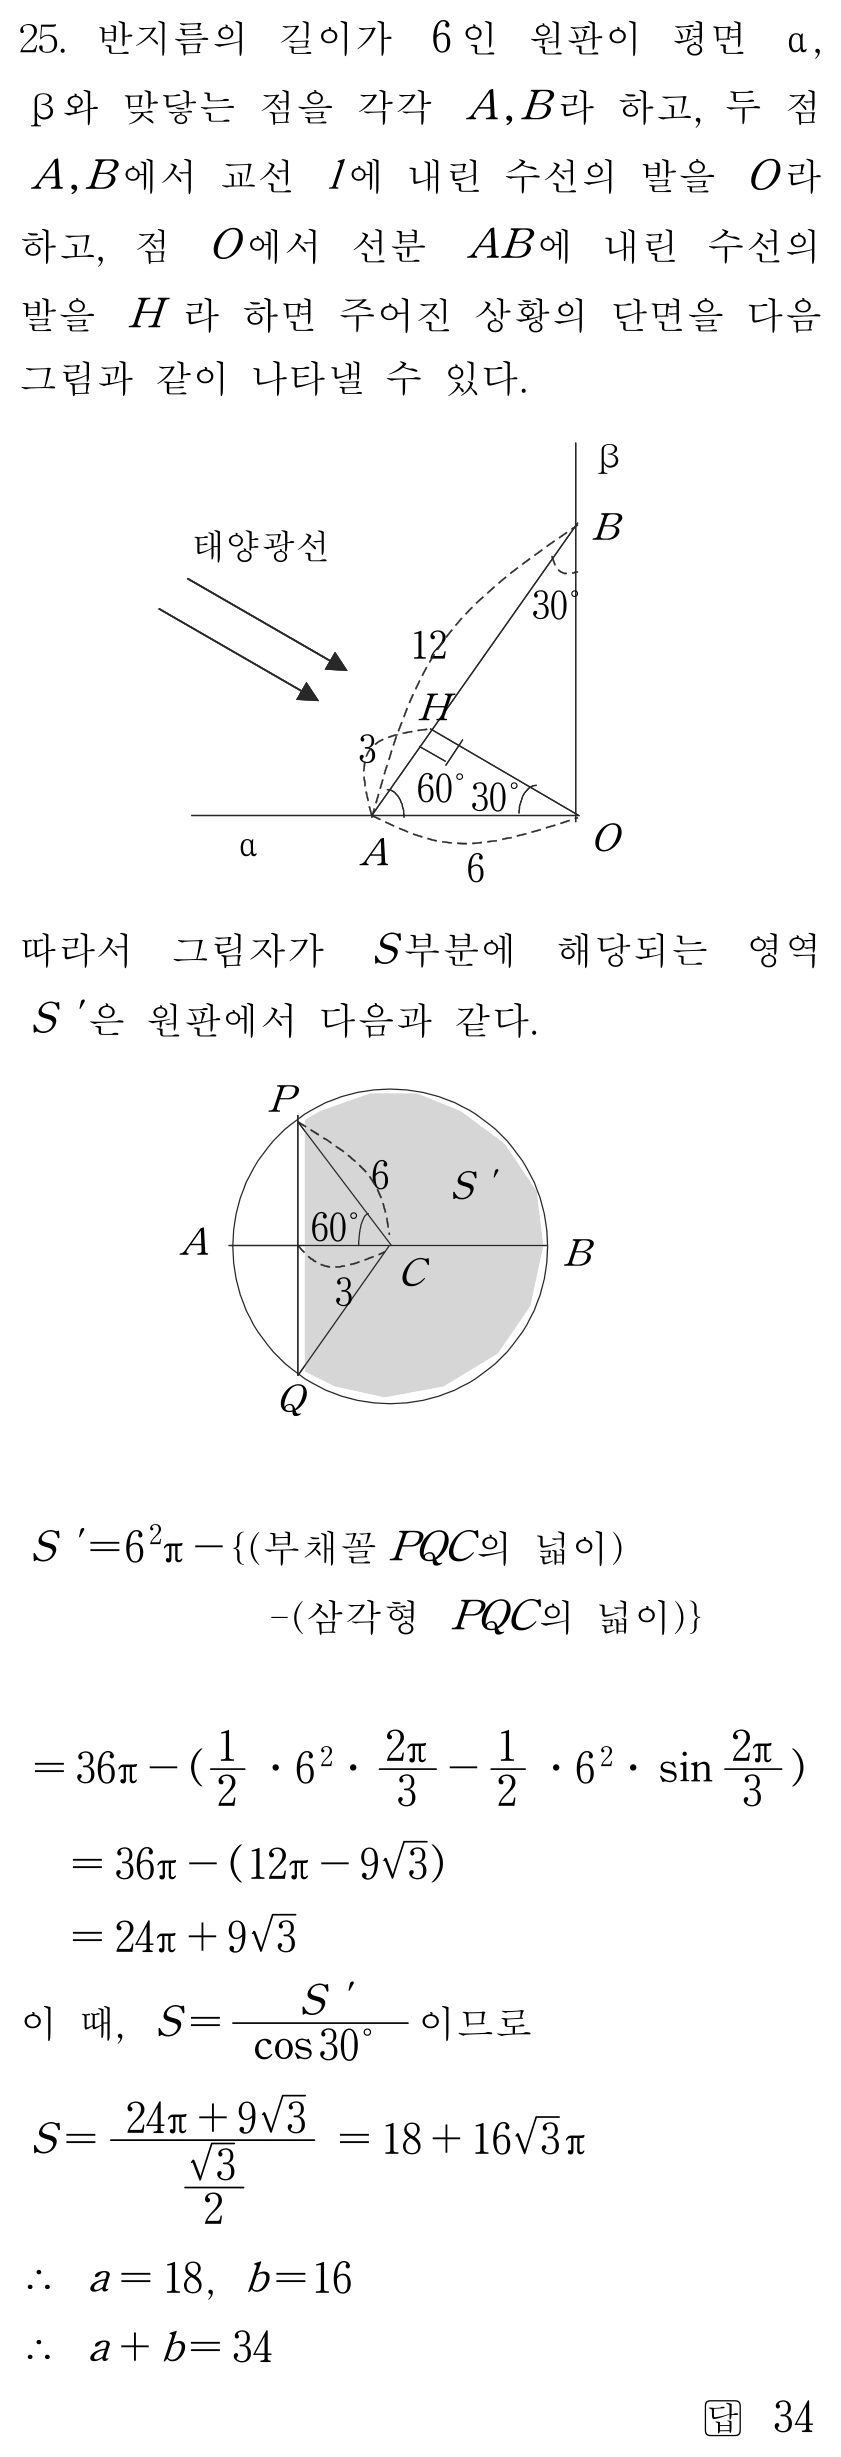 25. 반지름의 길이가 6인 원판이 평면 α,
β와 맞닿는 점을 각각 A,B라 하고, 두 점
A,B에서 교선 l에 내린 수선의 발을 O라
하고, 점 O에서 선분 AB에 내린 수선의
발을 H라 하면 주어진 상황의 단면을 다음
그림과 같이 나타낼 수 있다.
β
B
태양광선
30°
12
H
3
60° 30°
α
A
O
6
따라서 그림자가 S부분에 해당되는 영역
S′은 원판에서 다음과 같다.
P
6
S′
60°
A
B
C
3
Q
S′=6²π-{(부채꼴 PQC의 넓이)
-(삼각형 PQC의 넓이)}
=36π-(1/2 ·6²· 2π/3 - 1/2 ·6²· sin 2π/3)
=36π-(12π-9√3)
=24π+9√3
이 때, S= S′/cos30° 이므로
S= (24π+9√3)/(√3/2) =18+16√3π
∴ a=18, b=16
∴ a+b=34
답 34